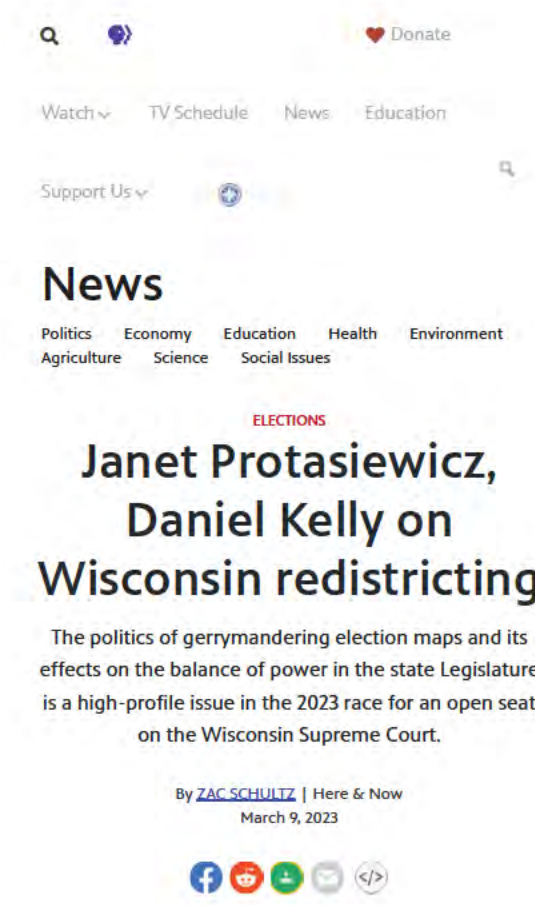 Donate
Watch TV Schedule News Education
Support Us
News
Politics Economy Education Health Environment
Agriculture Science Social Issues
ELECTIONS
Janet Protasiewicz,
Daniel Kelly on
Wisconsin redistricting
The politics of gerrymandering election maps and its
effects on the balance of power in the state Legislature
is a high-profile issue in the 2023 race for an open seat
on the Wisconsin Supreme Court.
By ZAC SCHULTZ | Here & Now
March 9, 2023
</>